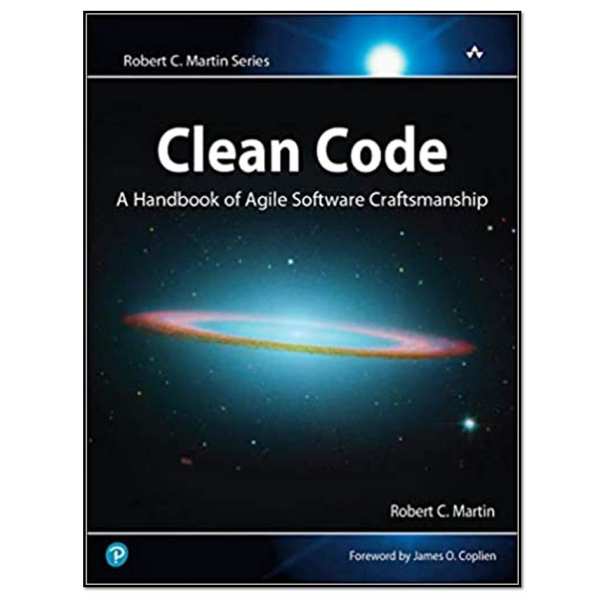 Robert C. Martin Series
Clean Code
A Handbook of Agile Software Craftsmanship
Robert C. Martin
Foreword by James O. Coplien